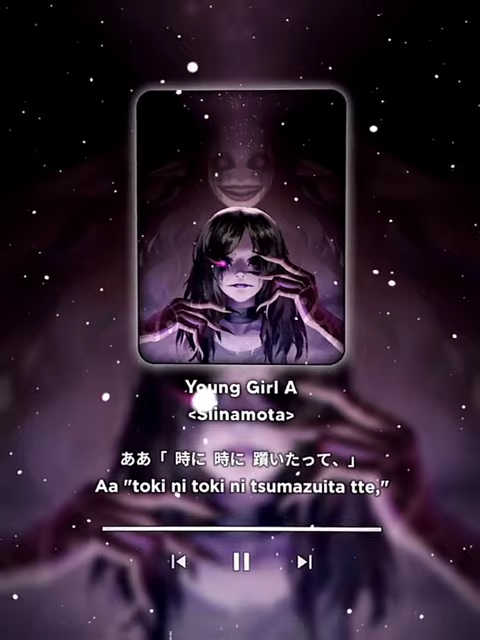 Young Girl A
<Siinamota>
ああ「 時に 時に 躓いたって、」
Aa "toki ni toki ni tsumazuita tte,"